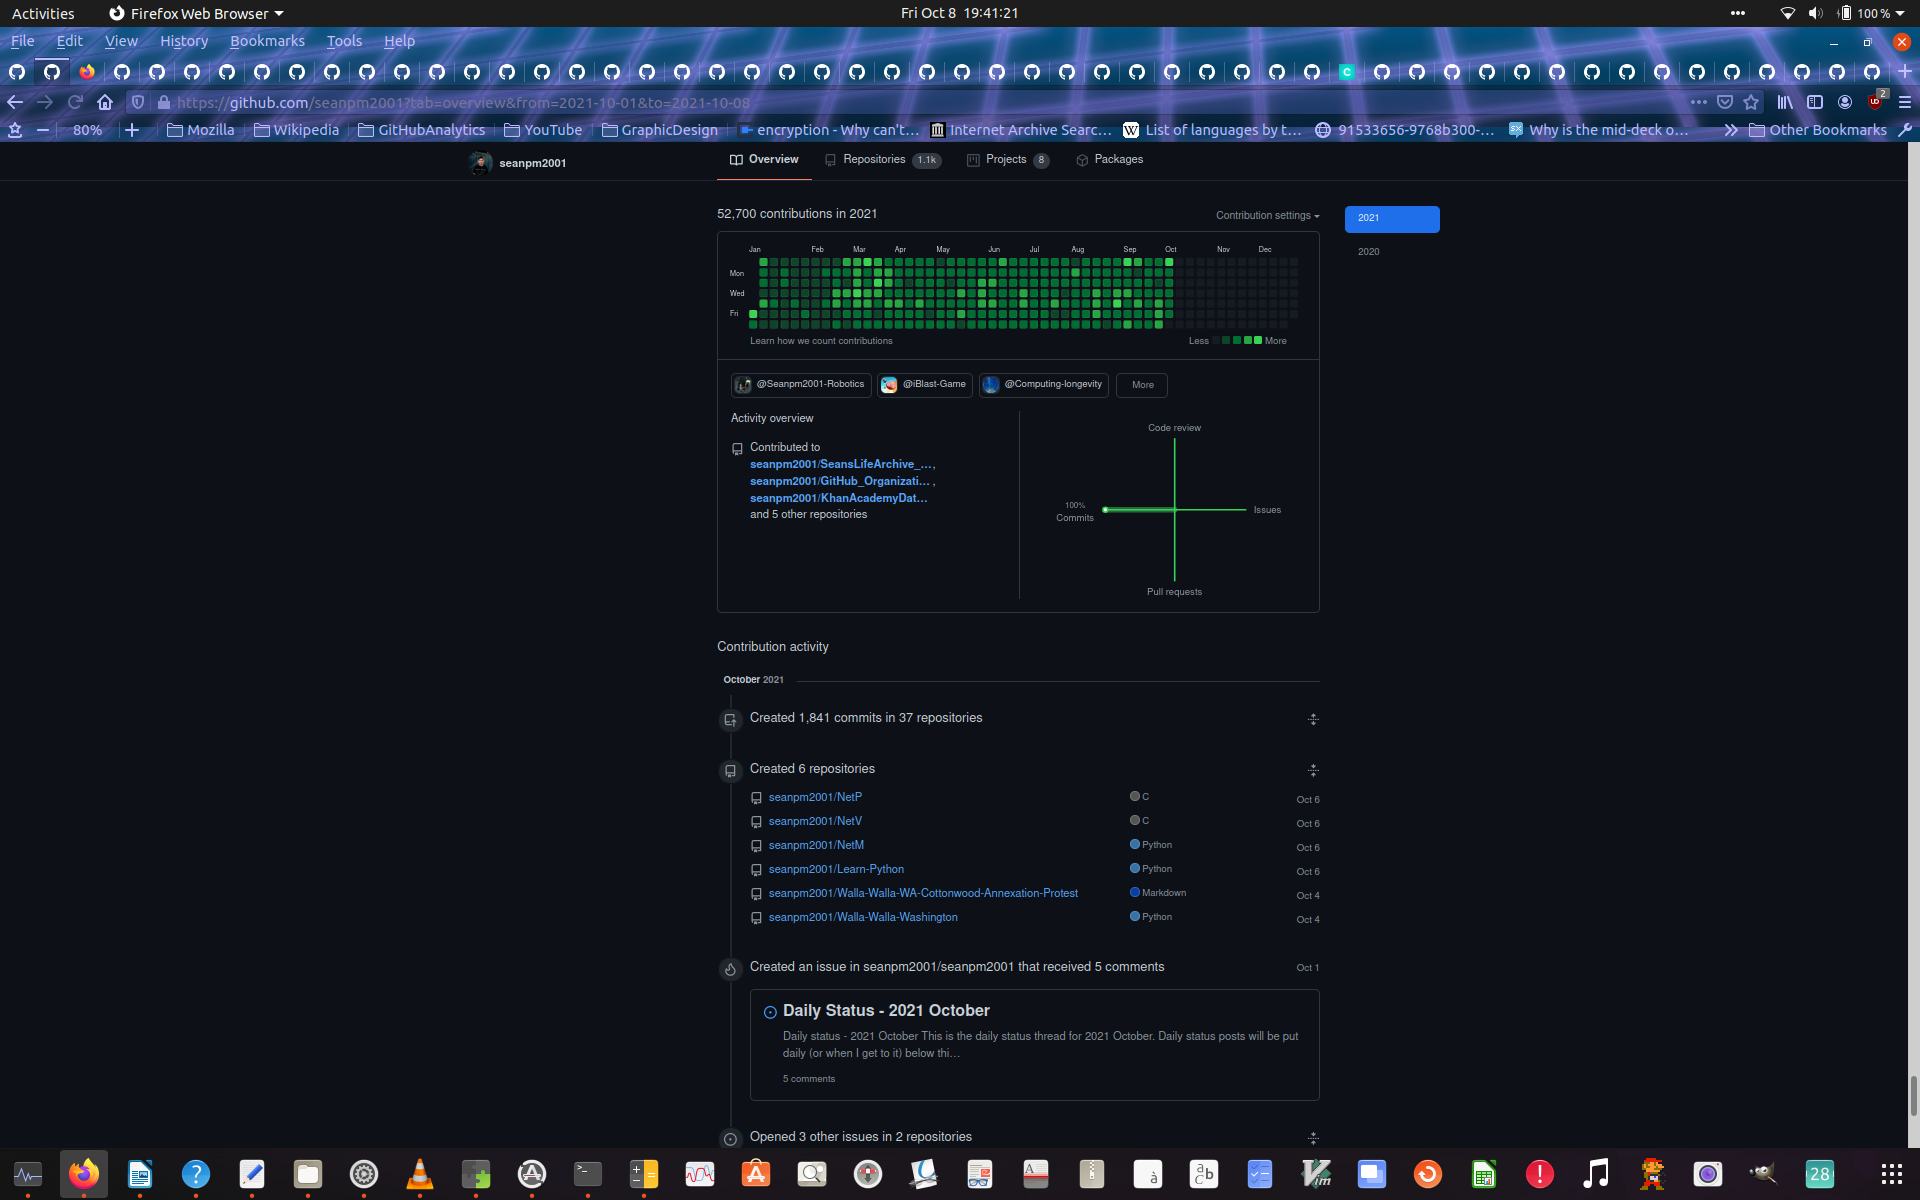 Activities
Firefox Web Browser
Fri Oct 8 19:41:21
100 %
File Edit View History Bookmarks Tools Help
https://github.com/seanpm2001?tab=overview&from=2021-10-01&to=2021-10-08
2
80%
Mozilla
Wikipedia
GitHubAnalytics
YouTube
GraphicDesign
encryption - Why can't…
Internet Archive Searc…
List of languages by t…
91533656-9768b300-…
Why is the mid-deck o…
Other Bookmarks
seanpm2001
Overview
Repositories 1.1k
Projects 8
Packages
52,700 contributions in 2021
Contribution settings
2021
2020
Jan Feb Mar Apr May Jun Jul Aug Sep Oct Nov Dec
Mon
Wed
Fri
Learn how we count contributions
Less More
@Seanpm2001-Robotics
@iBlast-Game
@Computing-longevity
More
Activity overview
Contributed to
seanpm2001/SeansLifeArchive_…,
seanpm2001/GitHub_Organizati… ,
seanpm2001/KhanAcademyDat…
and 5 other repositories
Code review
100%
Commits
Issues
Pull requests
Contribution activity
October 2021
Created 1,841 commits in 37 repositories
Created 6 repositories
seanpm2001/NetP C Oct 6
seanpm2001/NetV C Oct 6
seanpm2001/NetM Python Oct 6
seanpm2001/Learn-Python Python Oct 6
seanpm2001/Walla-Walla-WA-Cottonwood-Annexation-Protest Markdown Oct 4
seanpm2001/Walla-Walla-Washington Python Oct 4
Created an issue in seanpm2001/seanpm2001 that received 5 comments Oct 1
Daily Status - 2021 October
Daily status - 2021 October This is the daily status thread for 2021 October. Daily status posts will be put
daily (or when I get to it) below thi…
5 comments
Opened 3 other issues in 2 repositories
28